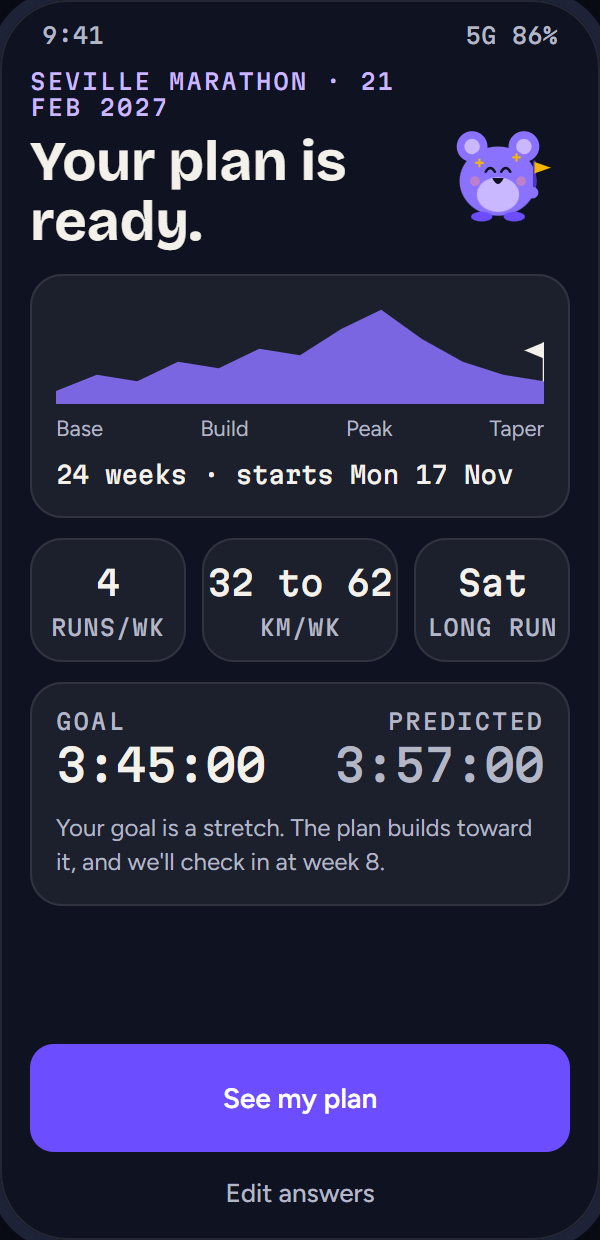 9:41 5G 86%
SEVILLE MARATHON · 21
FEB 2027
Your plan is
ready.
Base Build Peak Taper
24 weeks · starts Mon 17 Nov
4 32 to 62 Sat
RUNS/WK KM/WK LONG RUN
GOAL PREDICTED
3:45:00 3:57:00
Your goal is a stretch. The plan builds toward
it, and we'll check in at week 8.
See my plan
Edit answers